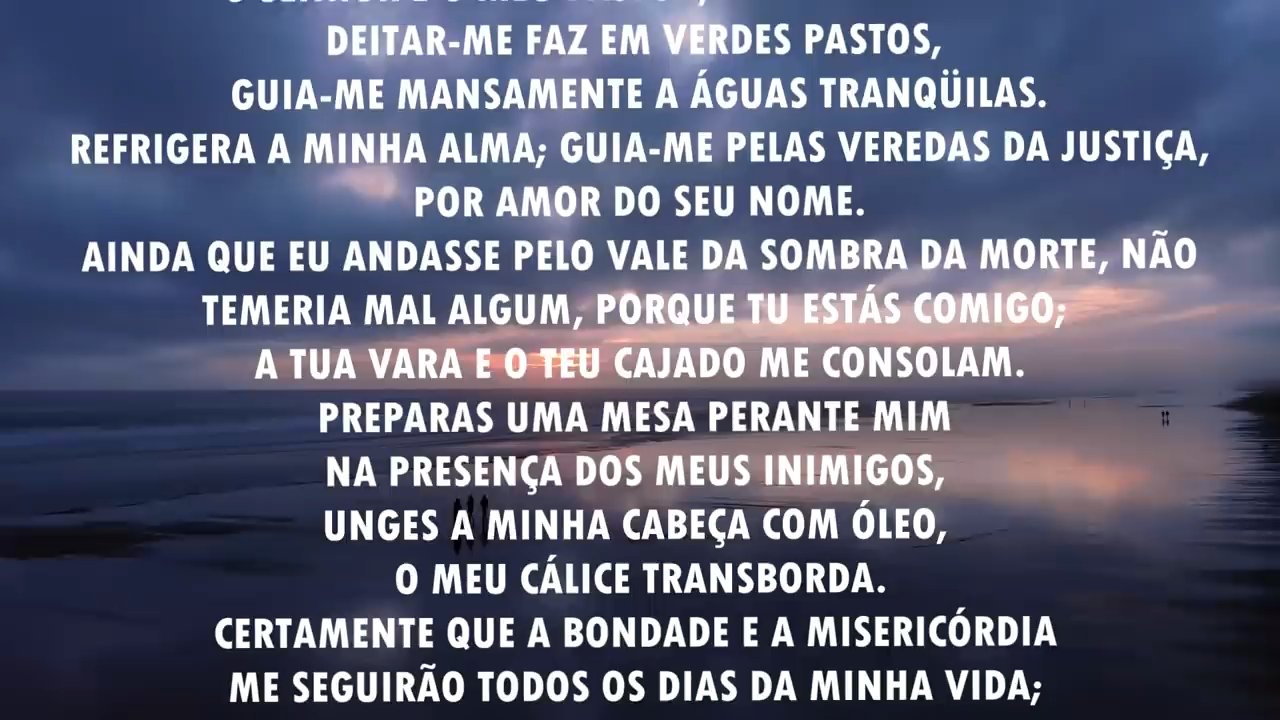 DEITAR-ME FAZ EM VERDES PASTOS,
GUIA-ME MANSAMENTE A ÁGUAS TRANQÜILAS.
REFRIGERA A MINHA ALMA; GUIA-ME PELAS VEREDAS DA JUSTIÇA,
POR AMOR DO SEU NOME.
AINDA QUE EU ANDASSE PELO VALE DA SOMBRA DA MORTE, NÃO
TEMERIA MAL ALGUM, PORQUE TU ESTÁS COMIGO;
A TUA VARA E O TEU CAJADO ME CONSOLAM.
PREPARAS UMA MESA PERANTE MIM
NA PRESENÇA DOS MEUS INIMIGOS,
UNGES A MINHA CABEÇA COM ÓLEO,
O MEU CÁLICE TRANSBORDA.
CERTAMENTE QUE A BONDADE E A MISERICÓRDIA
ME SEGUIRÃO TODOS OS DIAS DA MINHA VIDA;